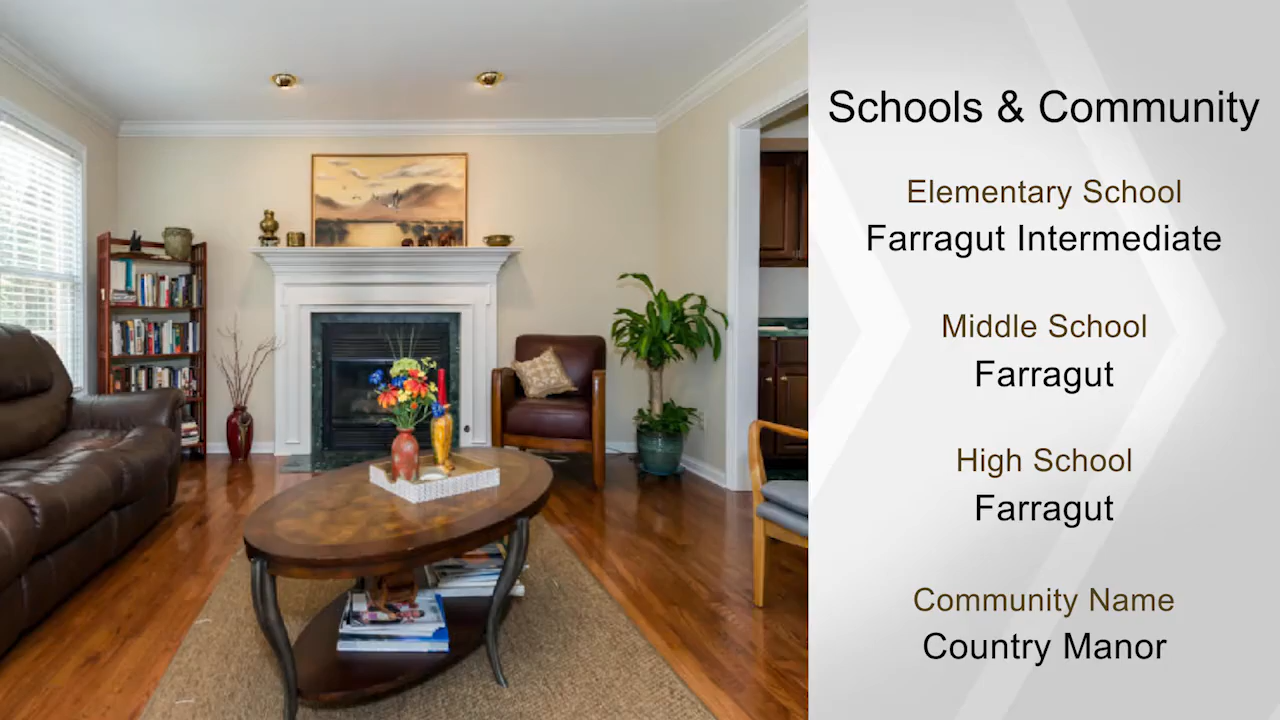 Schools & Community
Elementary School
Farragut Intermediate
Middle School
Farragut
High School
Farragut
Community Name
Country Manor